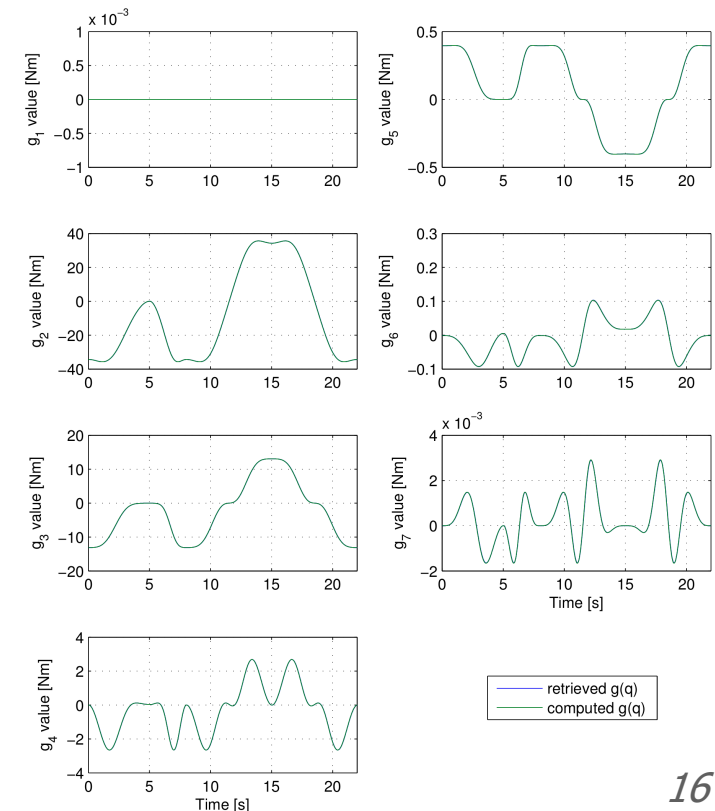 x 10⁻³
1
0.5
0
−0.5
−1
g₁ value [Nm]
0 5 10 15 20
0.5
0
−0.5
g₅ value [Nm]
0 5 10 15 20
40
20
0
−20
−40
g₂ value [Nm]
0 5 10 15 20
0.3
0.2
0.1
0
−0.1
g₆ value [Nm]
0 5 10 15 20
20
10
0
−10
−20
g₃ value [Nm]
0 5 10 15 20
x 10⁻³
4
2
0
−2
g₇ value [Nm]
0 5 10 15 20
Time [s]
4
2
0
−2
−4
g₄ value [Nm]
0 5 10 15 20
Time [s]
retrieved g(q)
computed g(q)
16